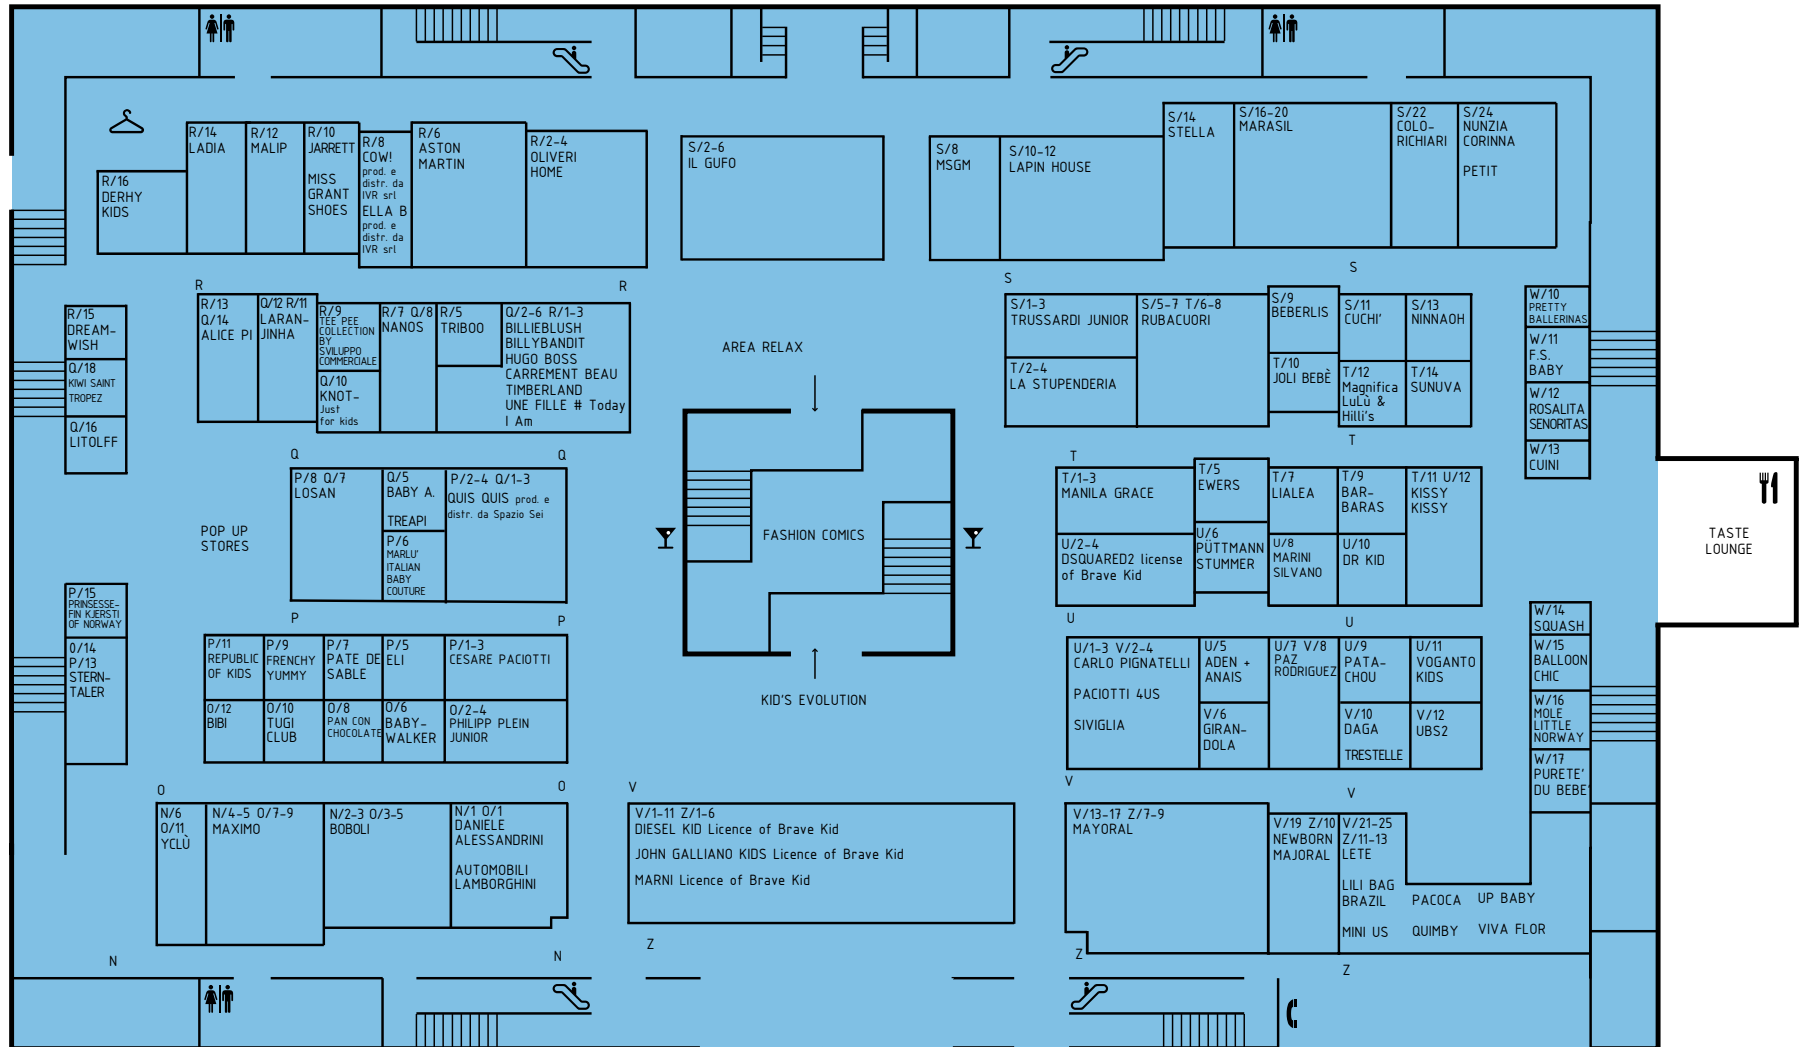 R/14
LADIA
R/12
MALIP
R/10
JARRETT
MISS
GRANT
SHOES
R/8
COW!
prod. e
distr. da
IVR srl
ELLA B
prod. e
distr. da
IVR srl
R/6
ASTON
MARTIN
R/2-4
OLIVERI
HOME
R/16
DERHY
KIDS
S/2-6
IL GUFO
S/8
MSGM
S/10-12
LAPIN HOUSE
S/14
STELLA
S/16-20
MARASIL
S/22
COLO-
RICHIARI
S/24
NUNZIA
CORINNA
PETIT
R
R
S
S
R/15
DREAM-
WISH
Q/18
KIWI SAINT
TROPEZ
Q/16
LITOLFF
R/13
Q/14
ALICE PI
Q/12 R/11
LARAN-
JINHA
R/9
TEE PEE
COLLECTION
BY
SVILUPPO
COMMERCIALE
Q/10
KNOT-
Just
for kids
R/7 Q/8
NANOS
R/5
TRIBOO
Q/2-6 R/1-3
BILLIEBLUSH
BILLYBANDIT
HUGO BOSS
CARREMENT BEAU
TIMBERLAND
UNE FILLE # Today
I Am
AREA RELAX
S/1-3
TRUSSARDI JUNIOR
T/2-4
LA STUPENDERIA
S/5-7 T/6-8
RUBACUORI
S/9
BEBERLIS
T/10
JOLI BEBÈ
S/11
CUCHI'
T/12
Magnifica
LuLù &
Hilli's
S/13
NINNAOH
T/14
SUNUVA
W/10
PRETTY
BALLERINAS
W/11
F.S.
BABY
W/12
ROSALITA
SENORITAS
W/13
CUINI
Q
Q
T
T
POP UP
STORES
P/8 Q/7
LOSAN
Q/5
BABY A.
TREAPI
P/6
MARLU'
ITALIAN
BABY
COUTURE
P/2-4 Q/1-3
QUIS QUIS prod. e
distr. da Spazio Sei
FASHION COMICS
T/1-3
MANILA GRACE
U/2-4
DSQUARED2 license
of Brave Kid
T/5
EWERS
U/6
PÜTTMANN
STUMMER
T/7
LIALEA
U/8
MARINI
SILVANO
T/9
BAR-
BARAS
U/10
DR KID
T/11 U/12
KISSY
KISSY
TASTE
LOUNGE
P
P
U
U
P/15
PRINSESSE-
FIN KJERSTI
OF NORWAY
O/14
P/13
STERN-
TALER
P/11
REPUBLIC
OF KIDS
P/9
FRENCHY
YUMMY
P/7
PATE DE
SABLE
P/5
ELI
P/1-3
CESARE PACIOTTI
O/12
BIBI
O/10
TUGI
CLUB
O/8
PAN CON
CHOCOLATE
O/6
BABY-
WALKER
O/2-4
PHILIPP PLEIN
JUNIOR
KID'S EVOLUTION
U/1-3 V/2-4
CARLO PIGNATELLI
PACIOTTI 4US
SIVIGLIA
U/5
ADEN +
ANAIS
V/6
GIRAN-
DOLA
U/7 V/8
PAZ
RODRIGUEZ
U/9
PATA-
CHOU
V/10
DAGA
TRESTELLE
U/11
VOGANTO
KIDS
V/12
UBS2
W/14
SQUASH
W/15
BALLOON
CHIC
W/16
MOLE
LITTLE
NORWAY
W/17
PURETE'
DU BEBE'
O
O
V
V
V
N/6
O/11
YCLÙ
N/4-5 O/7-9
MAXIMO
N/2-3 O/3-5
BOBOLI
N/1 O/1
DANIELE
ALESSANDRINI
AUTOMOBILI
LAMBORGHINI
V/1-11 Z/1-6
DIESEL KID Licence of Brave Kid
JOHN GALLIANO KIDS Licence of Brave Kid
MARNI Licence of Brave Kid
V/13-17 Z/7-9
MAYORAL
V/19 Z/10
NEWBORN
MAJORAL
V/21-25
Z/11-13
LETE
LILI BAG
BRAZIL
MINI US
PACOCA
QUIMBY
UP BABY
VIVA FLOR
N
N
Z
Z
Z